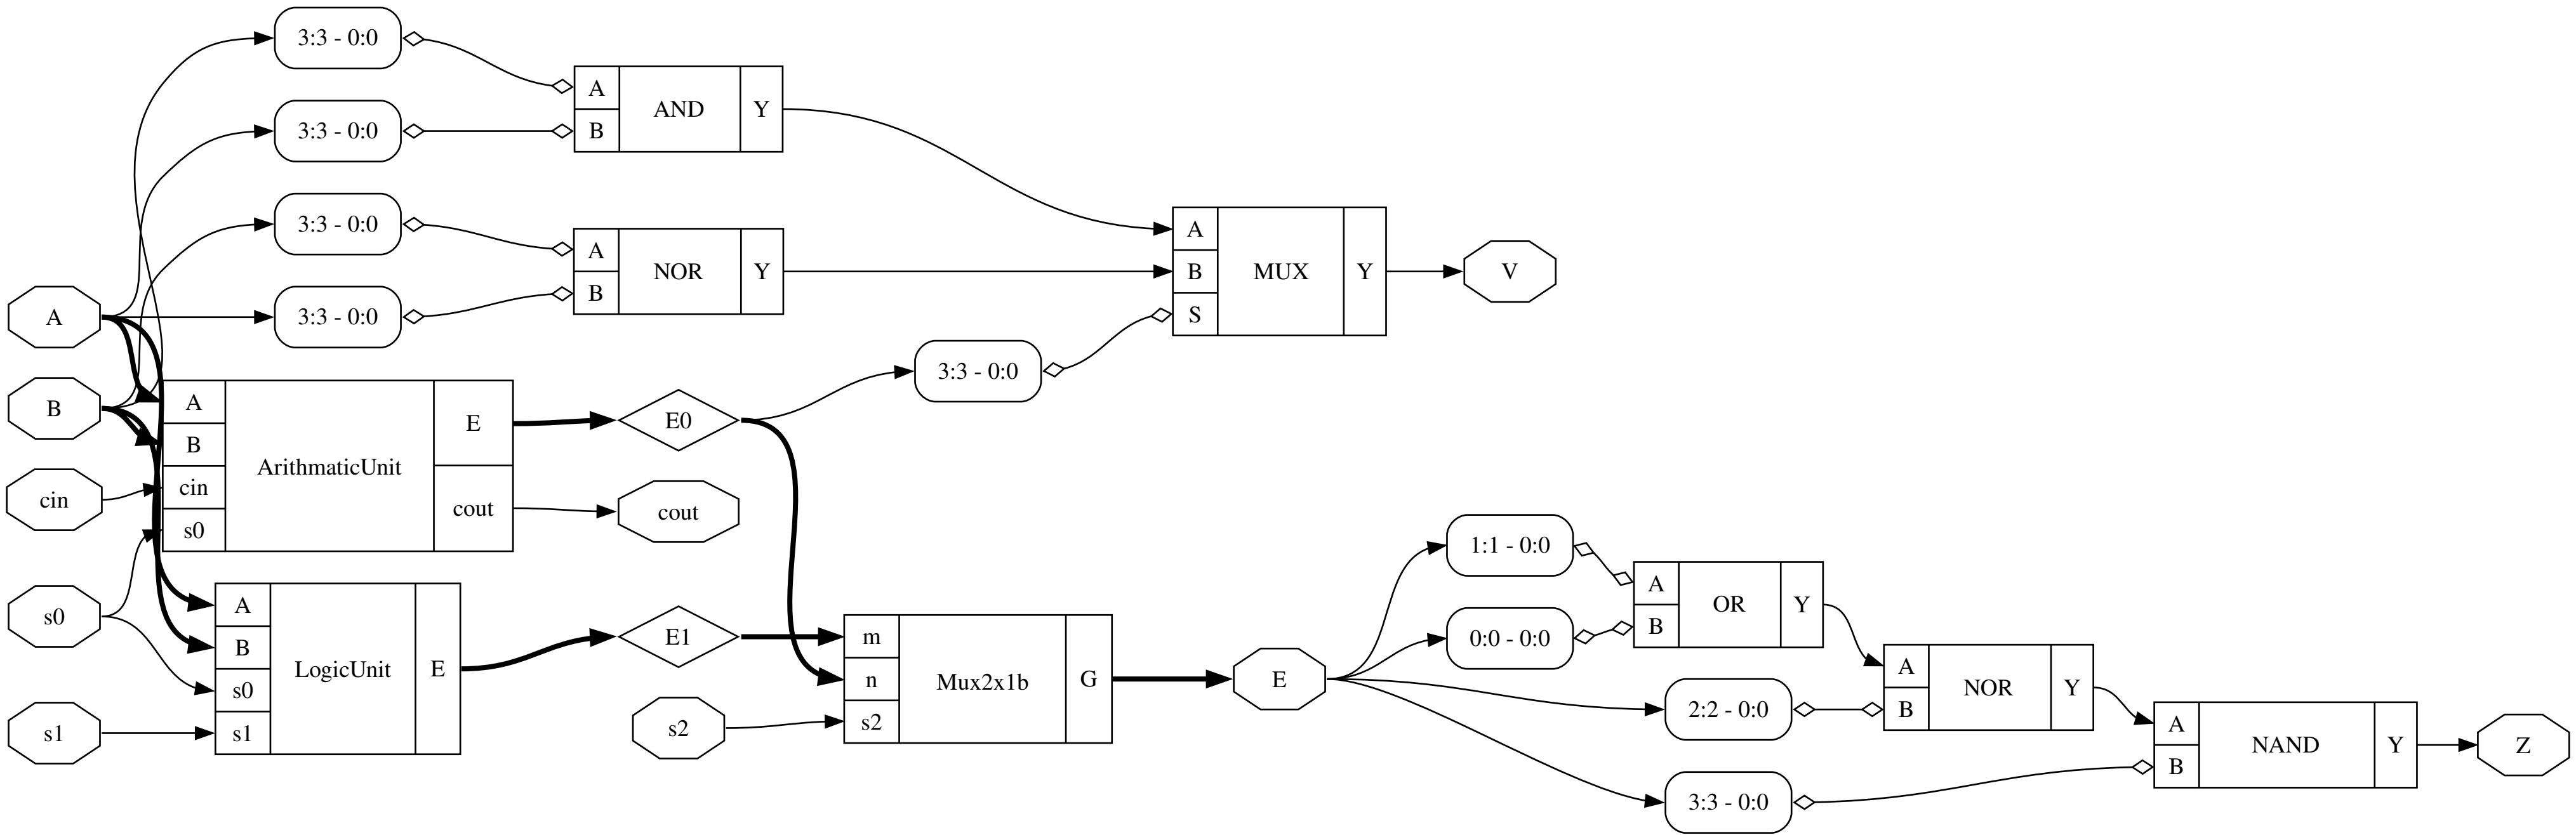 3:3 - 0:0
3:3 - 0:0
3:3 - 0:0
3:3 - 0:0
A
B
AND
Y
A
B
NOR
Y
A
B
S
MUX
Y
V
3:3 - 0:0
A
B
cin
s0
s1
A
B
cin
s0
ArithmaticUnit
E
cout
E0
cout
A
B
s0
s1
LogicUnit
E
E1
s2
m
n
s2
Mux2x1b
G
E
1:1 - 0:0
0:0 - 0:0
2:2 - 0:0
3:3 - 0:0
A
B
OR
Y
A
B
NOR
Y
A
B
NAND
Y
Z